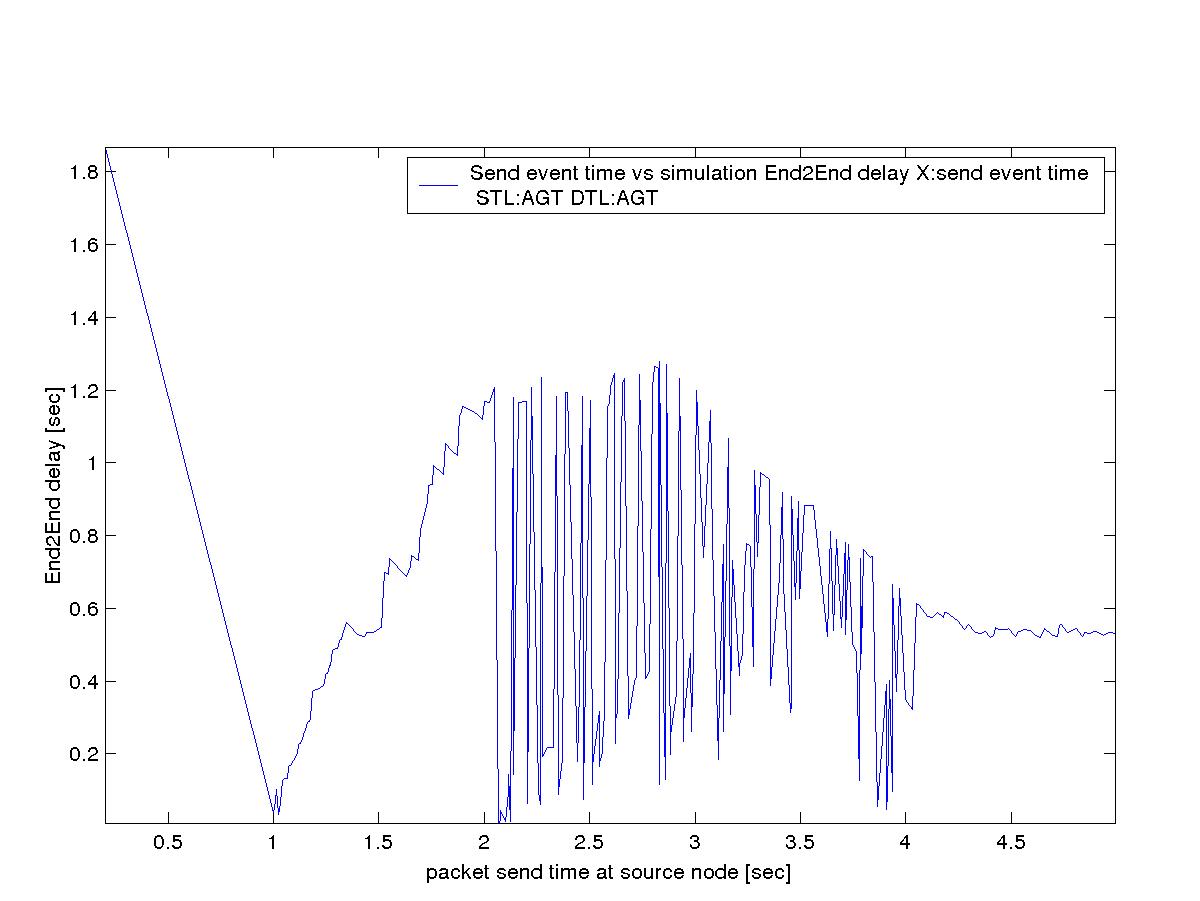 Send event time vs simulation End2End delay X:send event time
STL:AGT DTL:AGT
End2End delay [sec]
1.8
1.6
1.4
1.2
1
0.8
0.6
0.4
0.2
0.5 1 1.5 2 2.5 3 3.5 4 4.5
packet send time at source node [sec]